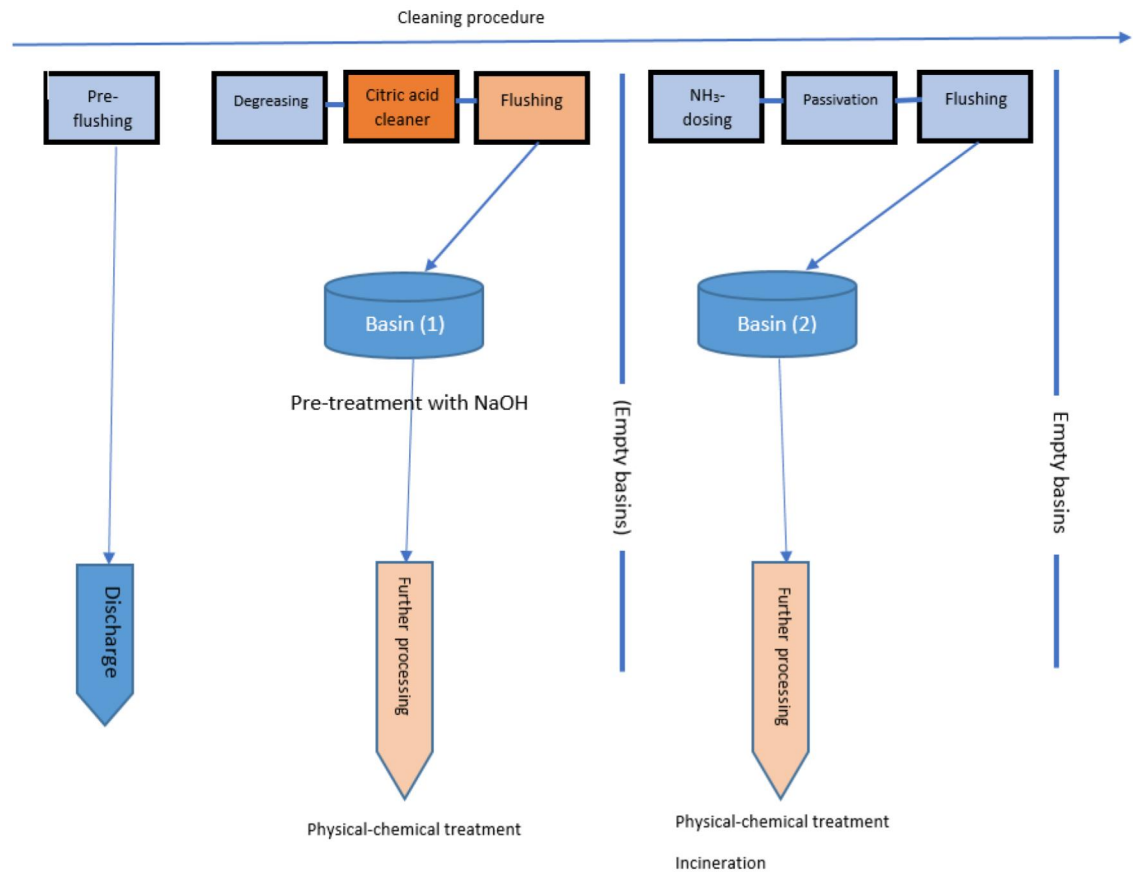 Cleaning procedure
Pre-
flushing
Degreasing
Citric acid
cleaner
Flushing
NH₃-
dosing
Passivation
Flushing
Basin (1)
Basin (2)
Pre-treatment with NaOH
(Empty basins)
Empty basins
Discharge
Further processing
Further processing
Physical-chemical treatment
Physical-chemical treatment
Incineration